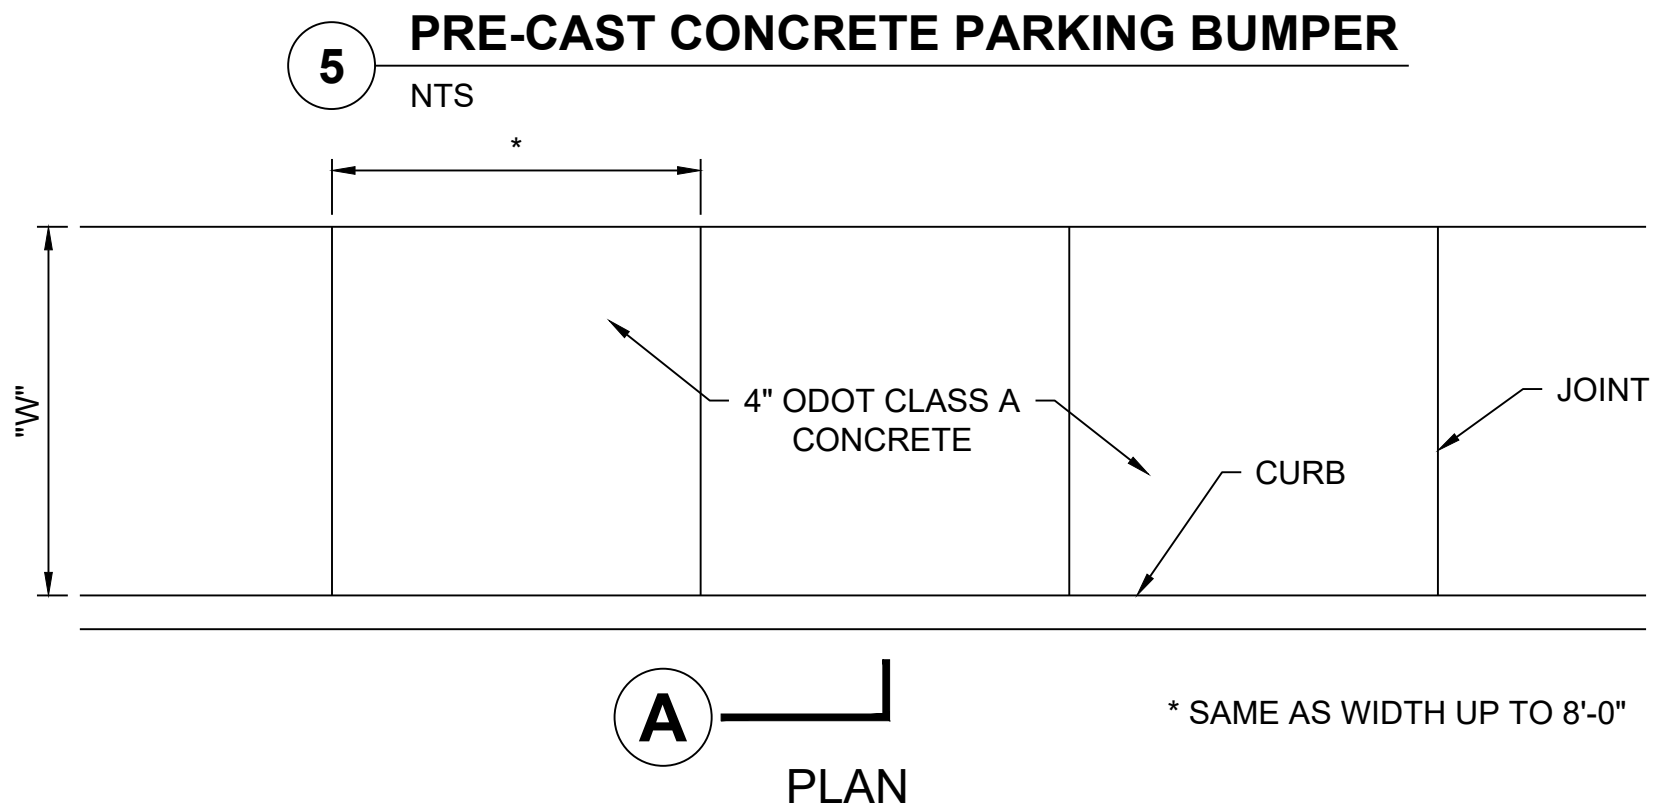 5
PRE-CAST CONCRETE PARKING BUMPER
NTS
*
"W"
4" ODOT CLASS A
CONCRETE
JOINT
CURB
A
* SAME AS WIDTH UP TO 8'-0"
PLAN